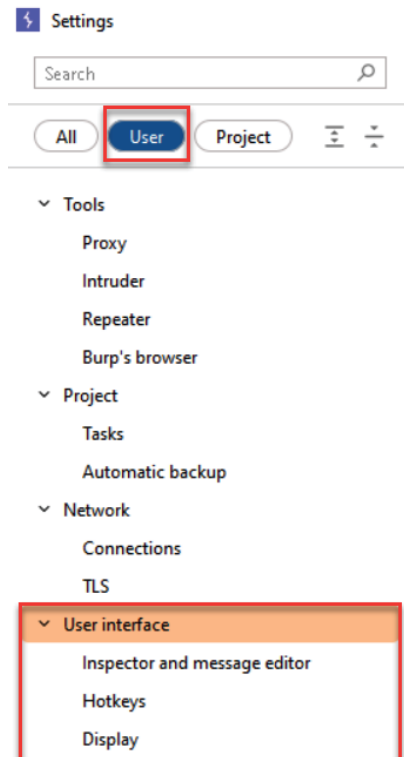 Settings
Search
All User Project
Tools
Proxy
Intruder
Repeater
Burp's browser
Project
Tasks
Automatic backup
Network
Connections
TLS
User interface
Inspector and message editor
Hotkeys
Display